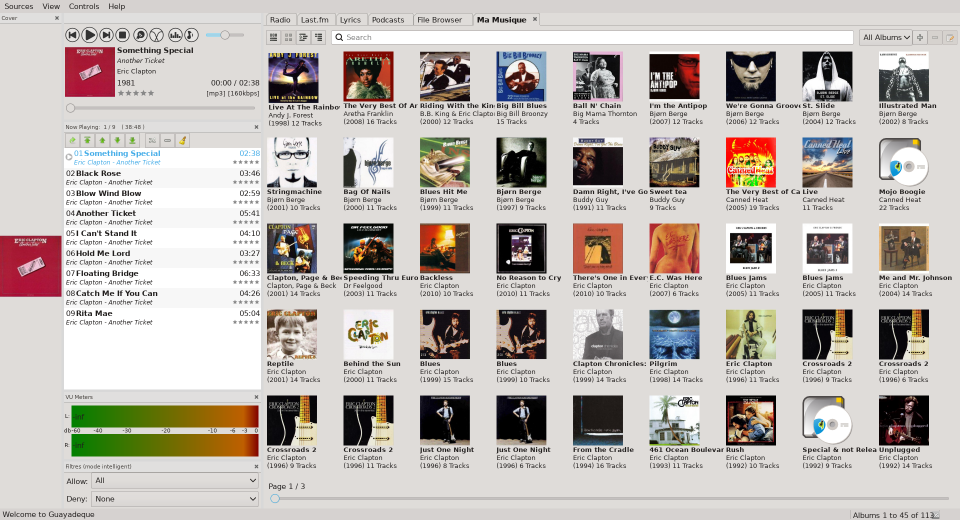 Sources View Controls Help
Cover
Something Special
Another Ticket
Eric Clapton
1981 00:00 / 02:38
[mp3] [160kbps]
Now Playing: 1 / 9 ( 38:48 )
01 Something Special 02:38
Eric Clapton - Another Ticket
02 Black Rose 03:46
Eric Clapton - Another Ticket
03 Blow Wind Blow 02:59
Eric Clapton - Another Ticket
04 Another Ticket 05:41
Eric Clapton - Another Ticket
05 I Can't Stand It 04:10
Eric Clapton - Another Ticket
06 Hold Me Lord 03:27
Eric Clapton - Another Ticket
07 Floating Bridge 06:33
Eric Clapton - Another Ticket
08 Catch Me If You Can 04:26
Eric Clapton - Another Ticket
09 Rita Mae 05:04
Eric Clapton - Another Ticket
VU Meters
L: -inf
db-60 -40 -30 -20 -10 -6 -3 0
R: -inf
Filtres (mode intelligent)
Allow: All
Deny: None
Radio Last.fm Lyrics Podcasts File Browser Ma Musique
Search
All Albums
Live At The Rainbo The Very Best Of Ar Riding With the Kin Big Bill Blues Ball N' Chain I'm the Antipop We're Gonna Groov St. Slide Illustrated Man
Andy J. Forest Aretha Franklin B.B. King & Eric Clapto Big Bill Broonzy Big Mama Thornton Bjørn Berge Bjørn Berge Bjørn Berge Bjørn Berge
(1998) 12 Tracks (2008) 16 Tracks (2000) 12 Tracks 15 Tracks 4 Tracks (2007) 12 Tracks (2006) 12 Tracks (2004) 12 Tracks (2002) 8 Tracks
Stringmachine Bag Of Nails Blues Hit Me Bjørn Berge Damn Right, I've Go Sweet tea The Very Best of Ca Live Mojo Boogie
Bjørn Berge Bjørn Berge Bjørn Berge Bjørn Berge Buddy Guy Buddy Guy Canned Heat Canned Heat Canned Heat
(2001) 10 Tracks (2000) 11 Tracks (1999) 11 Tracks (1997) 9 Tracks (1991) 11 Tracks 9 Tracks (2005) 19 Tracks 11 Tracks 22 Tracks
Clapton, Page & Bec Speeding Thru Euro Backless No Reason to Cry There's One in Ever E.C. Was Here Blues Jams Blues Jams Me and Mr. Johnson
Clapton, Page & Beck Dr Feelgood Eric Clapton Eric Clapton Eric Clapton Eric Clapton Eric Clapton Eric Clapton Eric Clapton
(2001) 14 Tracks (2003) 11 Tracks (2010) 10 Tracks (2010) 11 Tracks (2010) 10 Tracks (2007) 6 Tracks (2005) 11 Tracks (2005) 11 Tracks (2004) 14 Tracks
Reptile Behind the Sun Blues Blues Clapton Chronicles: Pilgrim Eric Clapton Crossroads 2 Crossroads 2
Eric Clapton Eric Clapton Eric Clapton Eric Clapton Eric Clapton Eric Clapton Eric Clapton Eric Clapton Eric Clapton
(2001) 14 Tracks (2000) 11 Tracks (1999) 15 Tracks (1999) 10 Tracks (1999) 14 Tracks (1998) 14 Tracks (1996) 11 Tracks (1996) 9 Tracks (1996) 6 Tracks
Crossroads 2 Crossroads 2 Just One Night Just One Night From the Cradle 461 Ocean Boulevar Rush Special & not Relea Unplugged
Eric Clapton Eric Clapton Eric Clapton Eric Clapton Eric Clapton Eric Clapton Eric Clapton Eric Clapton Eric Clapton
(1996) 9 Tracks (1996) 11 Tracks (1996) 8 Tracks (1996) 6 Tracks (1994) 16 Tracks (1993) 11 Tracks (1992) 10 Tracks (1992) 9 Tracks (1992) 14 Tracks
Page 1 / 3
Welcome to Guayadeque
Albums 1 to 45 of 113